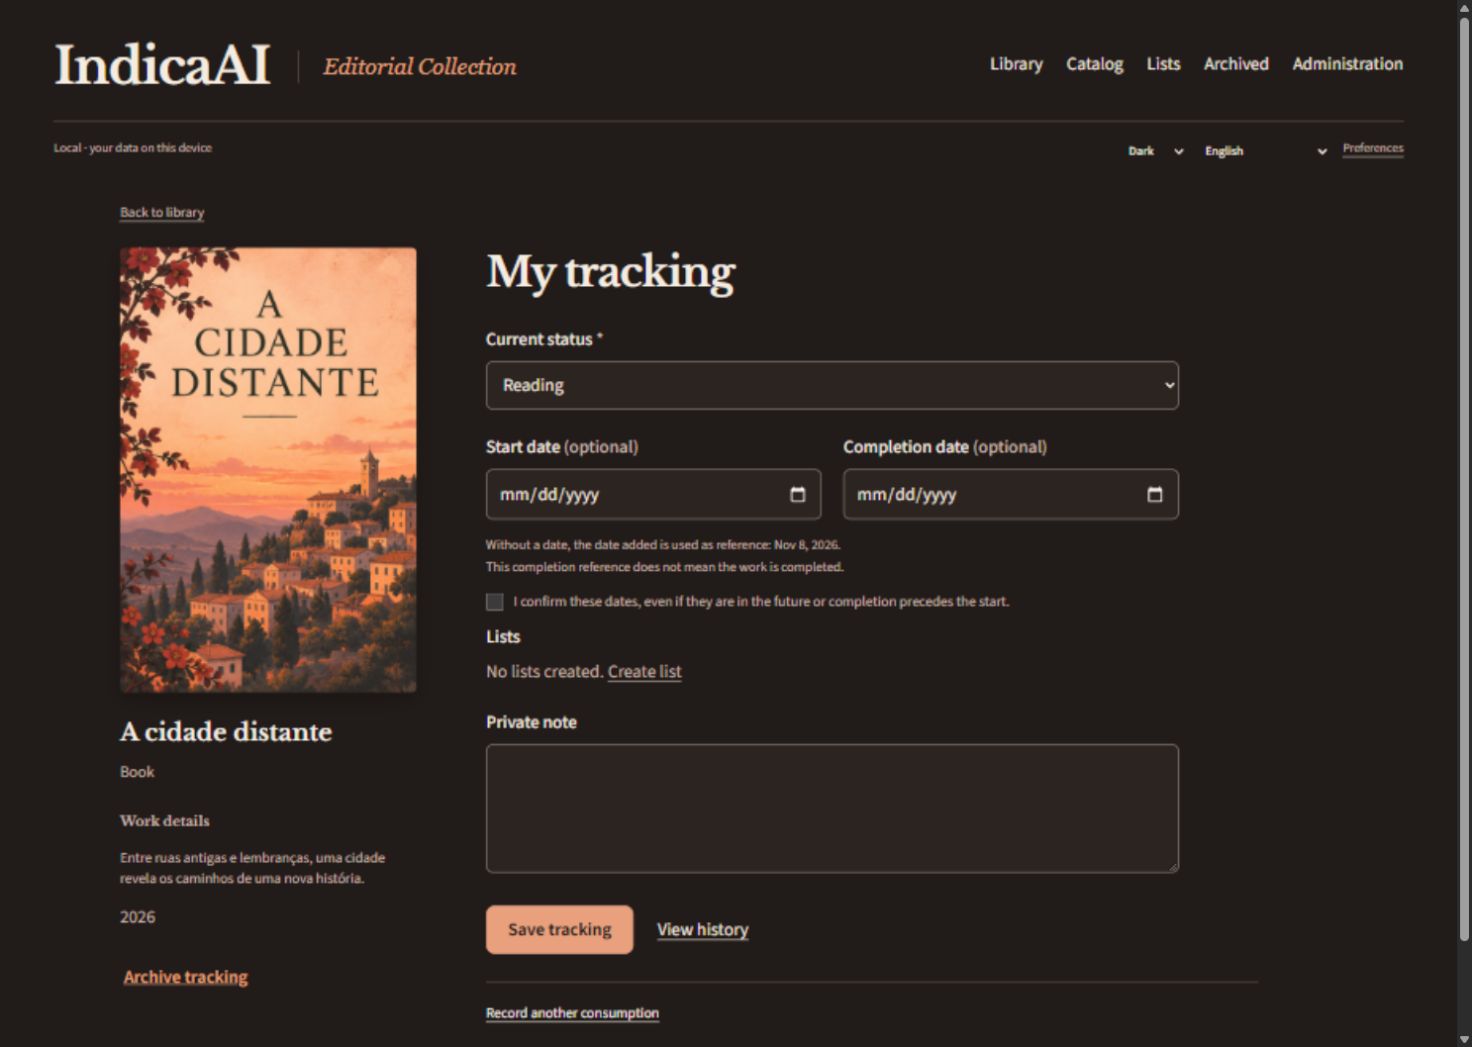 IndicaAI
Editorial Collection
Library Catalog Lists Archived Administration
Local - your data on this device
Dark English Preferences
Back to library
A
CIDADE
DISTANTE
A cidade distante
Book
Work details
Entre ruas antigas e lembranças, uma cidade
revela os caminhos de uma nova história.
2026
Archive tracking
My tracking
Current status *
Reading
Start date (optional) Completion date (optional)
mm/dd/yyyy mm/dd/yyyy
Without a date, the date added is used as reference: Nov 8, 2026.
This completion reference does not mean the work is completed.
I confirm these dates, even if they are in the future or completion precedes the start.
Lists
No lists created. Create list
Private note
Save tracking View history
Record another consumption